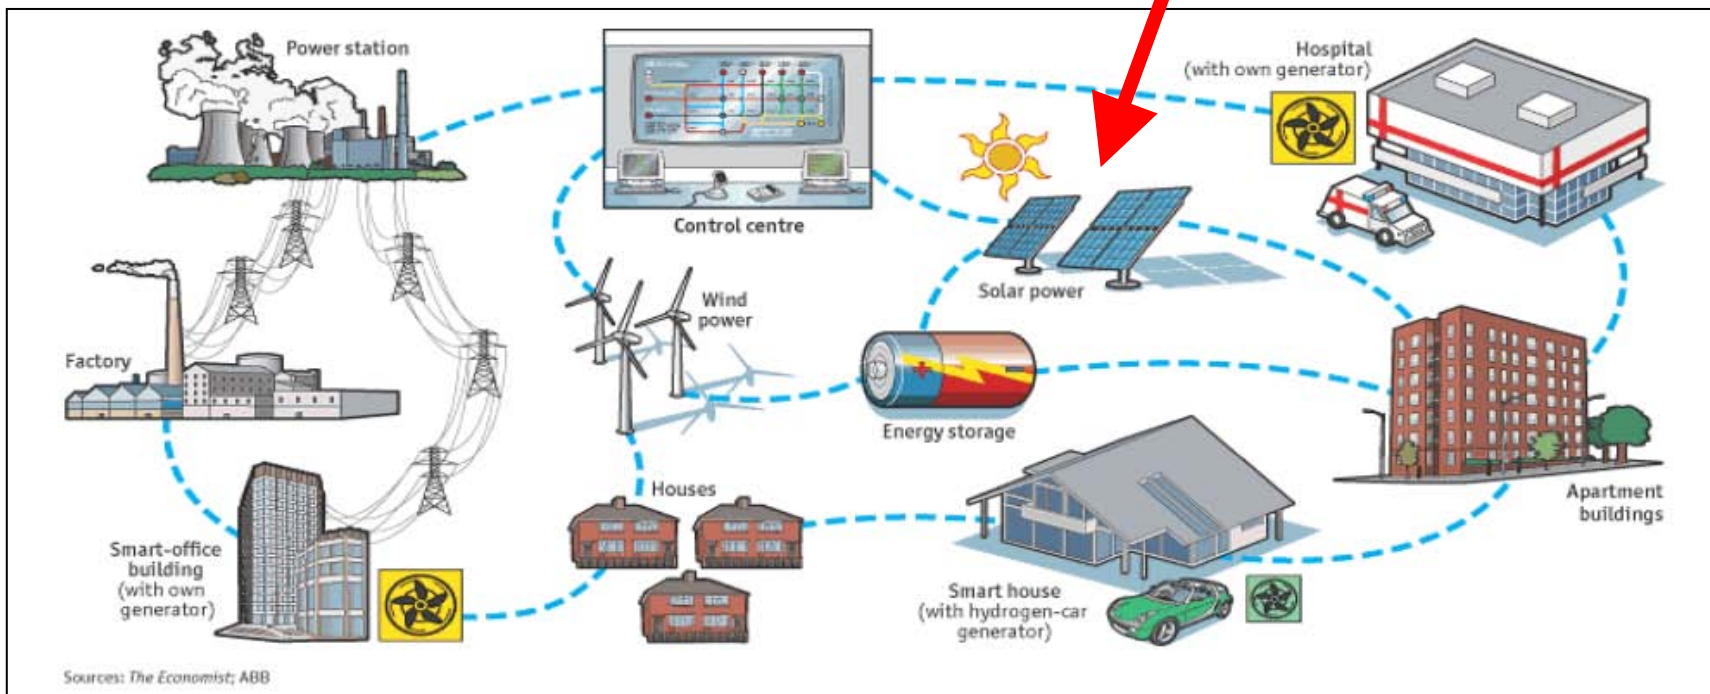 Power station
Hospital
(with own generator)
Control centre
Solar power
Wind
power
Factory
Energy storage
Houses
Apartment
buildings
Smart-office
building
(with own
generator)
Smart house
(with hydrogen-car
generator)
Sources: The Economist; ABB